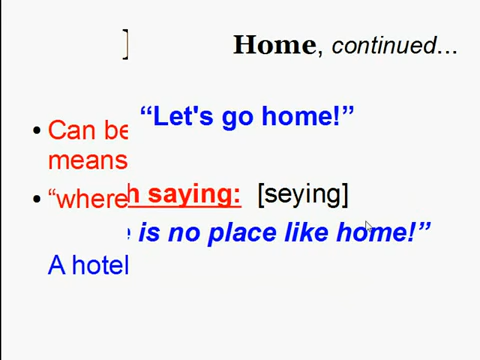 ] Home, continued...
“Let's go home!”
• Can be
means
• “where h saying: [seying]
e is no place like home!”
A hotel